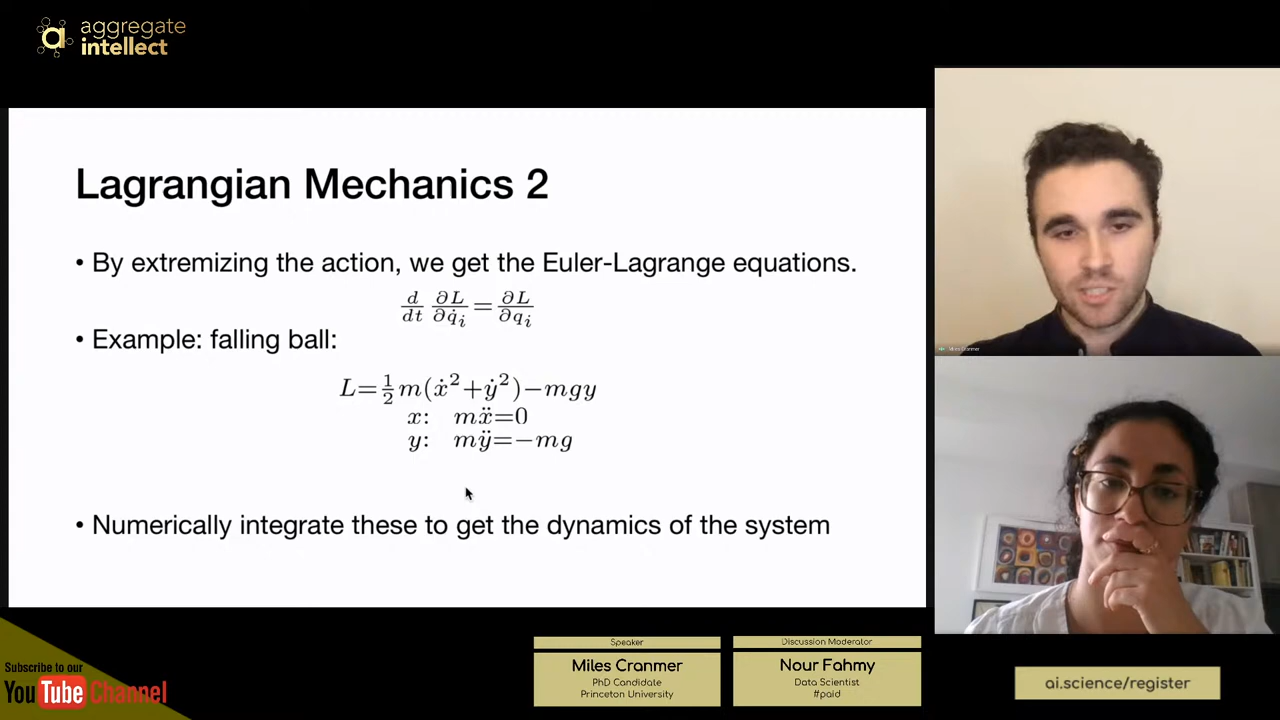 aggregate
intellect
Lagrangian Mechanics 2
• By extremizing the action, we get the Euler-Lagrange equations.
d/dt ∂L/∂q̇ᵢ = ∂L/∂qᵢ
• Example: falling ball:
L=½m(ẋ²+ẏ²)−mgy
x: mẍ=0
y: mÿ=−mg
• Numerically integrate these to get the dynamics of the system
Miles Cranmer
Subscribe to our
YouTube Channel
Speaker
Miles Cranmer
PhD Candidate
Princeton University
Discussion Moderator
Nour Fahmy
Data Scientist
#paid
ai.science/register